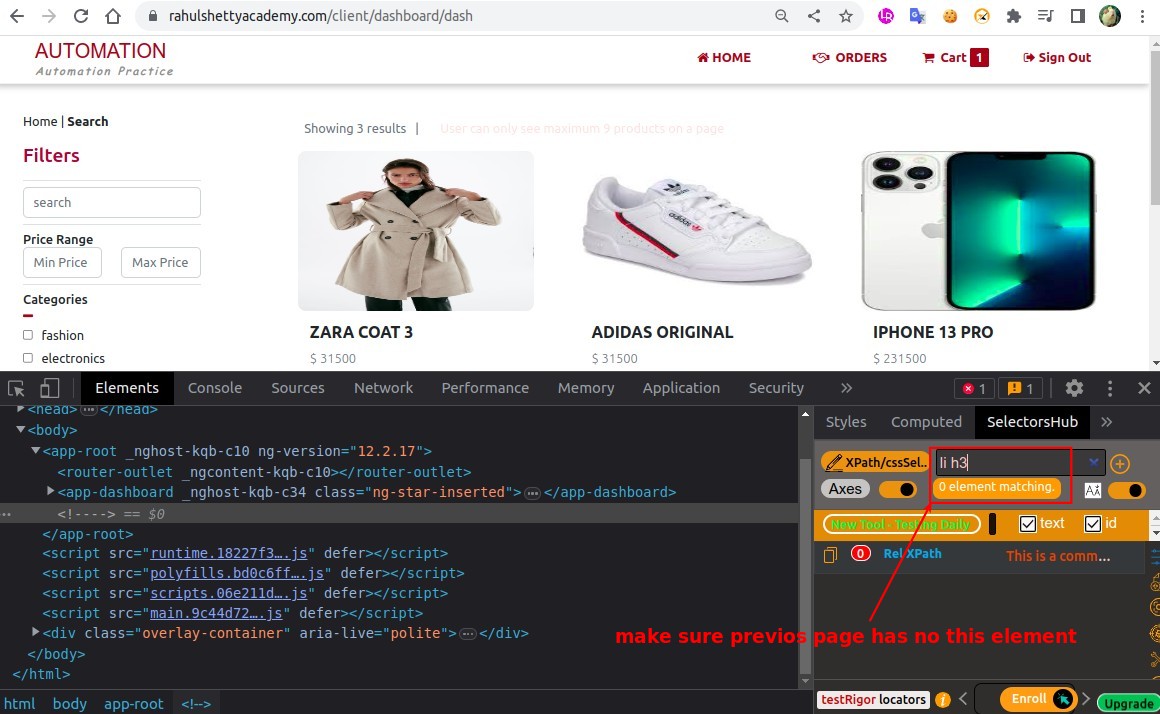 rahulshettyacademy.com/client/dashboard/dash
AUTOMATION
Automation Practice
HOME
ORDERS
Cart 1
Sign Out
Home | Search
Showing 3 results |
User can only see maximum 9 products on a page
Filters
search
Price Range
Min Price
Max Price
Categories
fashion
electronics
adidas
ZARA COAT 3
ADIDAS ORIGINAL
IPHONE 13 PRO
$ 31500
$ 31500
$ 231500
Elements
Console
Sources
Network
Performance
Memory
Application
Security
1
1
<head>…</head>
<body>
<app-root _nghost-kqb-c10 ng-version="12.2.17">
<router-outlet _ngcontent-kqb-c10></router-outlet>
<app-dashboard _nghost-kqb-c34 class="ng-star-inserted">…</app-dashboard>
<!----> == $0
</app-root>
<script src="runtime.18227f3….js" defer></script>
<script src="polyfills.bd0c6ff….js" defer></script>
<script src="scripts.06e211d….js" defer></script>
<script src="main.9c44d72….js" defer></script>
<div class="overlay-container" aria-live="polite">…</div>
</body>
</html>
html body app-root <!-->
Styles
Computed
SelectorsHub
XPath/cssSel..
li h3
Axes
0 element matching.
New Tool - Testing Daily
text
id
0
Rel XPath
This is a comm...
make sure previos page has no this element
testRigor locators
Enroll
Upgrade